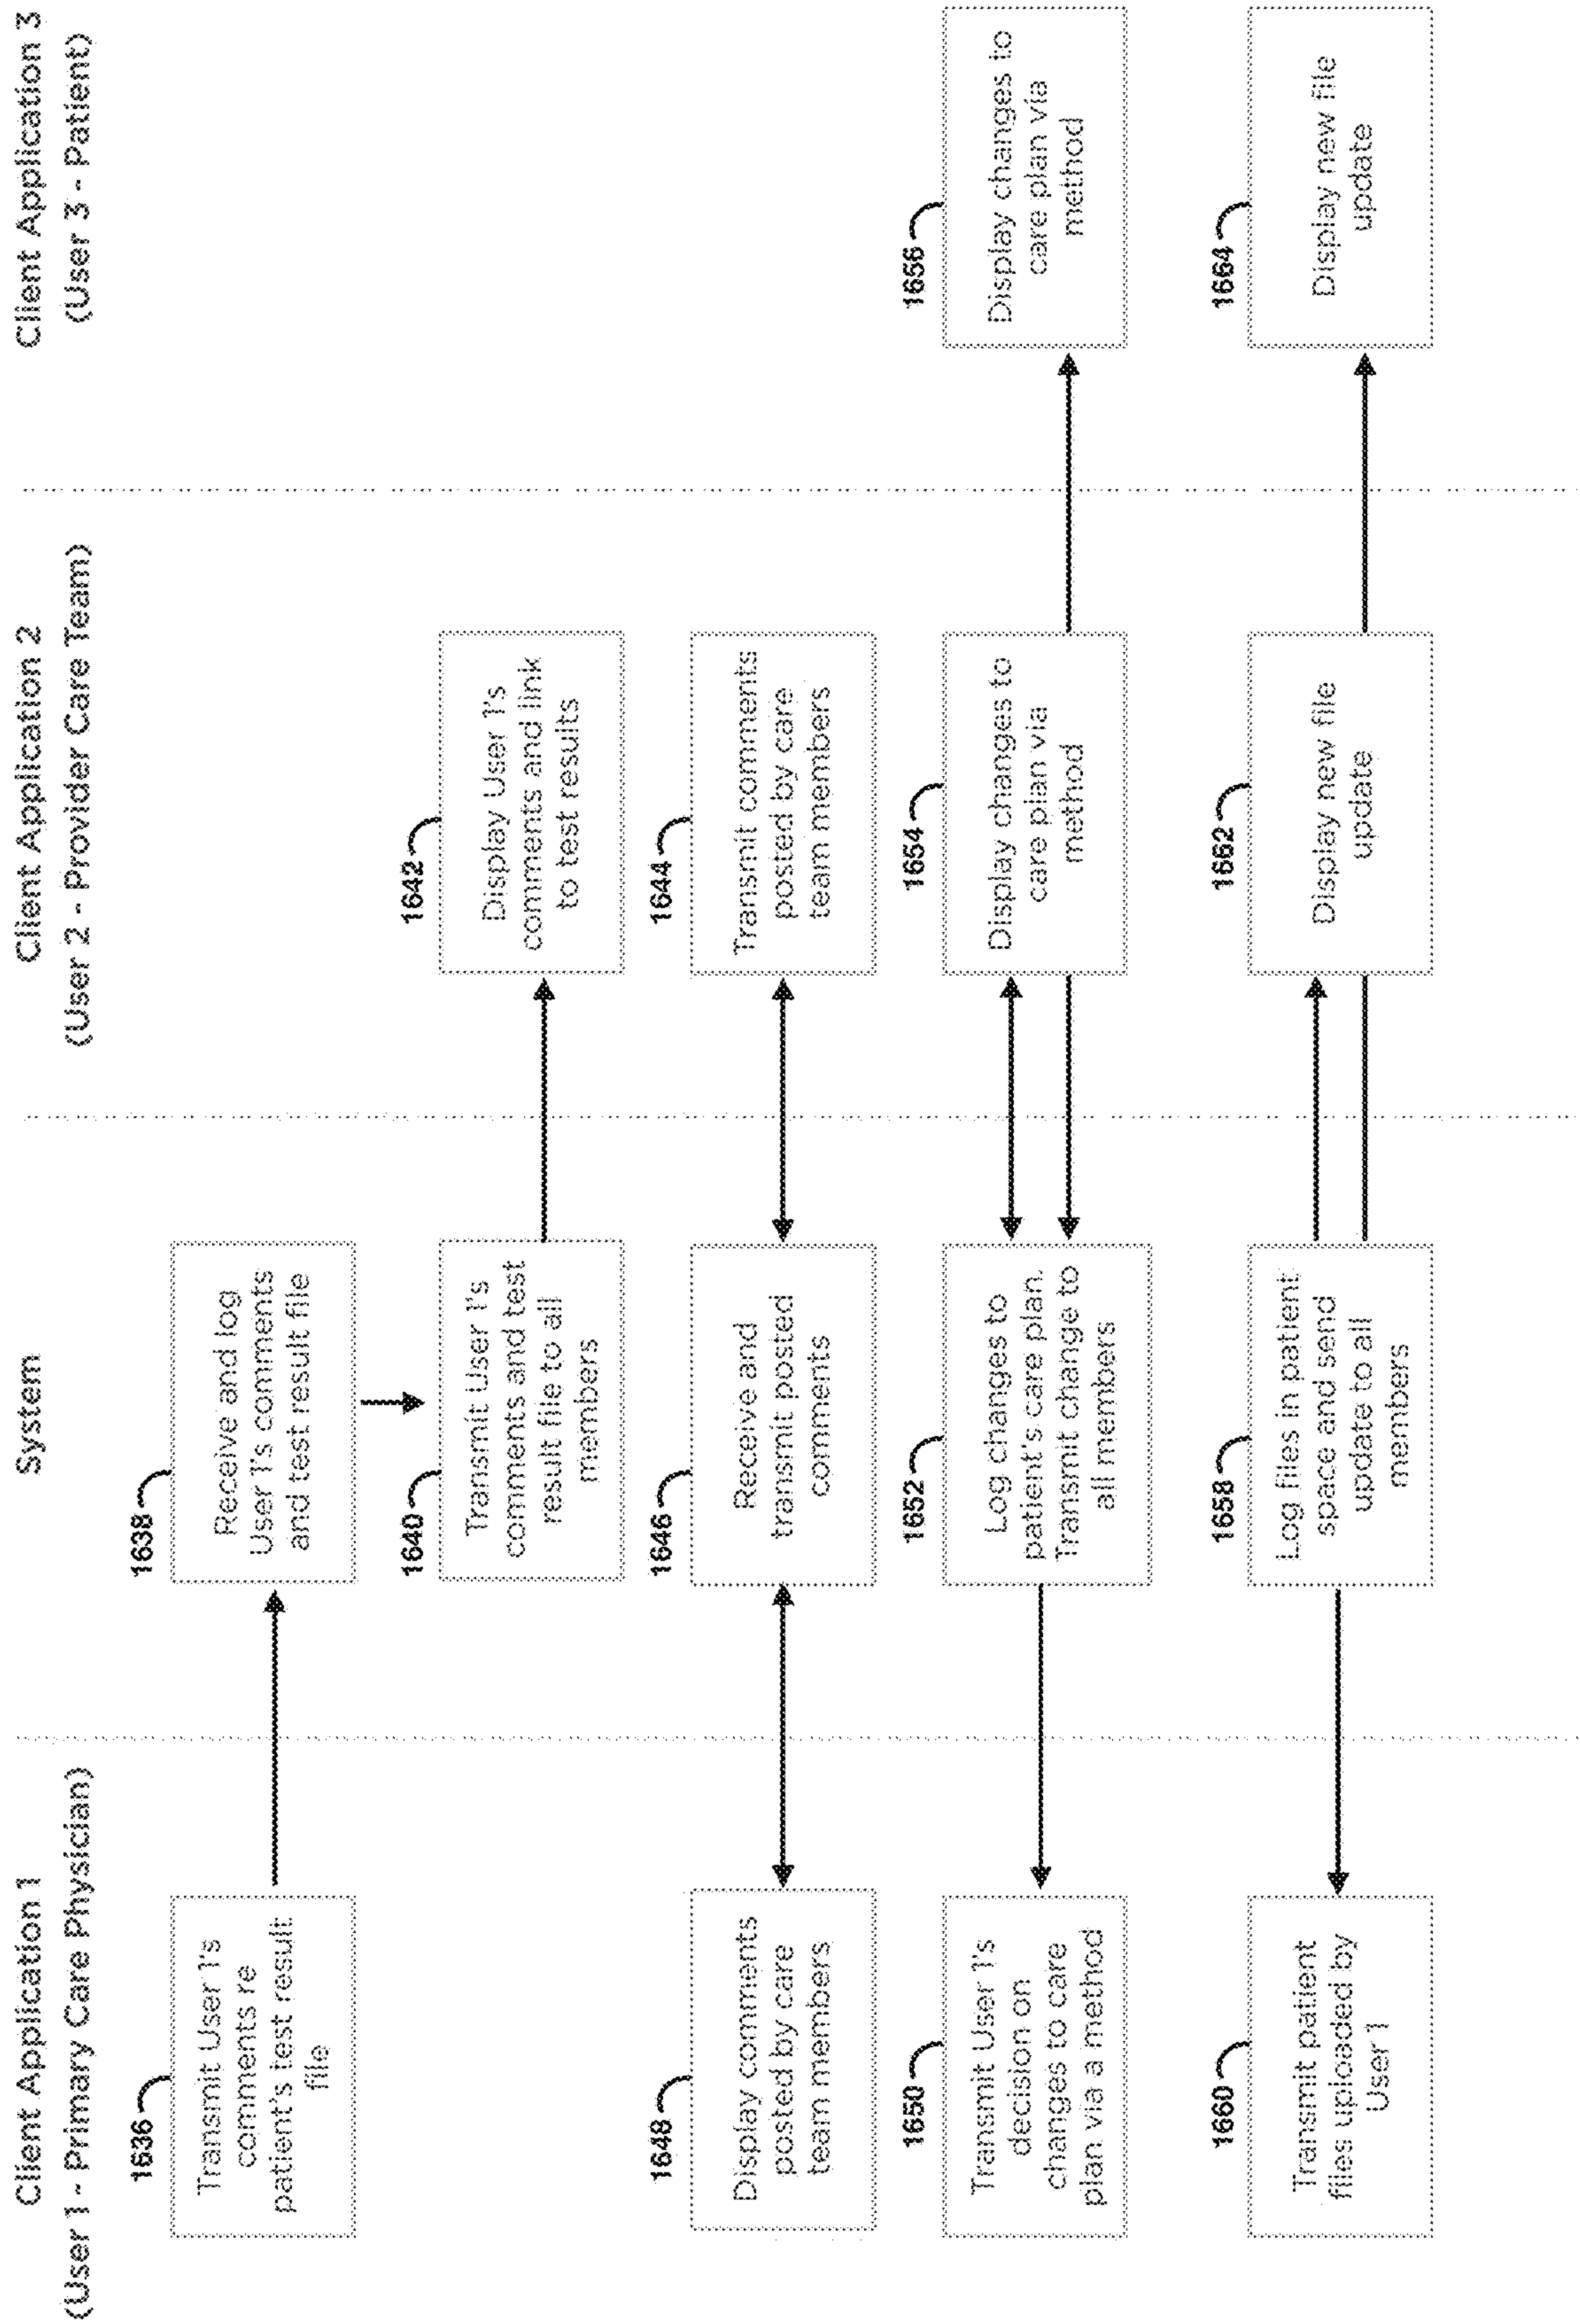 Client Application 1
(User 1 - Primary Care Physician)
System
Client Application 2
(User 2 - Provider Care Team)
Client Application 3
(User 3 - Patient)
1636
Transmit User 1's
comments re
patient's test result
file
1638
Receive and log
User 1's comments
and test result file
1640
Transmit User 1's
comments and test
result file to all
members
1642
Display User 1's
comments and link
to test results
1648
Display comments
posted by care
team members
1646
Receive and
transmit posted
comments
1644
Transmit comments
posted by care
team members
1650
Transmit User 1's
decision on
changes to care
plan via a method
1652
Log changes to
patient's care plan.
Transmit change to
all members
1654
Display changes to
care plan via
method
1656
Display changes to
care plan via
method
1660
Transmit patient
files uploaded by
User 1
1658
Log files in patient
space and send
update to all
members
1662
Display new file
update
1664
Display new file
update